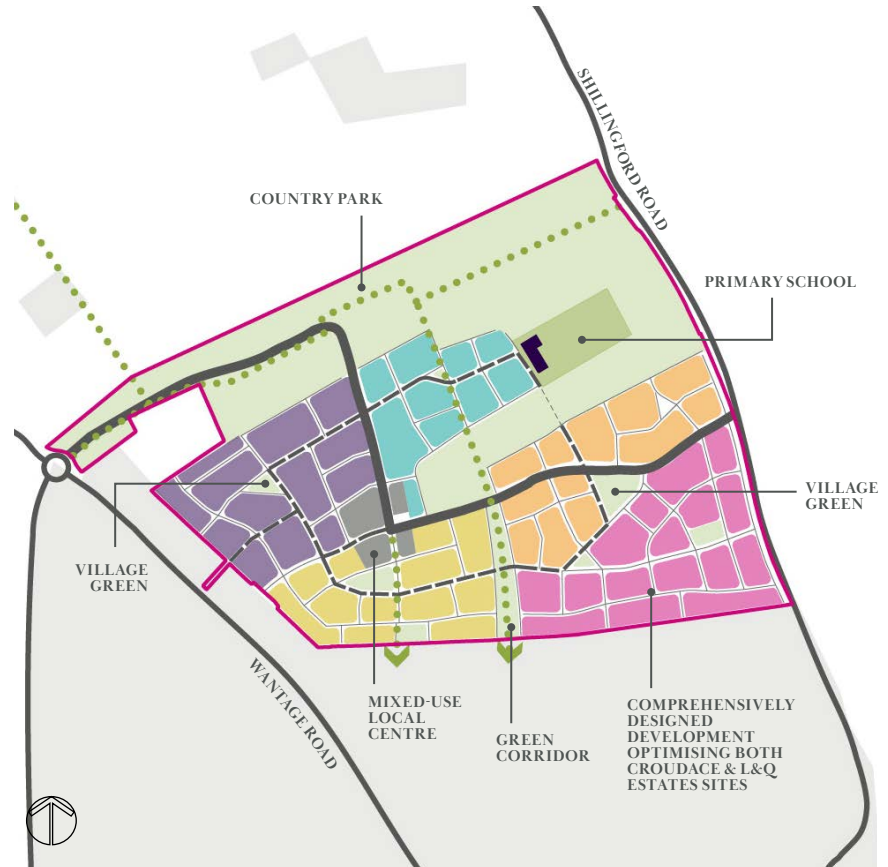 SHILLINGFORD ROAD
COUNTRY PARK
PRIMARY SCHOOL
VILLAGE
GREEN
VILLAGE
GREEN
WANTAGE ROAD
MIXED-USE
LOCAL
CENTRE
GREEN
CORRIDOR
COMPREHENSIVELY
DESIGNED
DEVELOPMENT
OPTIMISING BOTH
CROUDACE & L&Q
ESTATES SITES